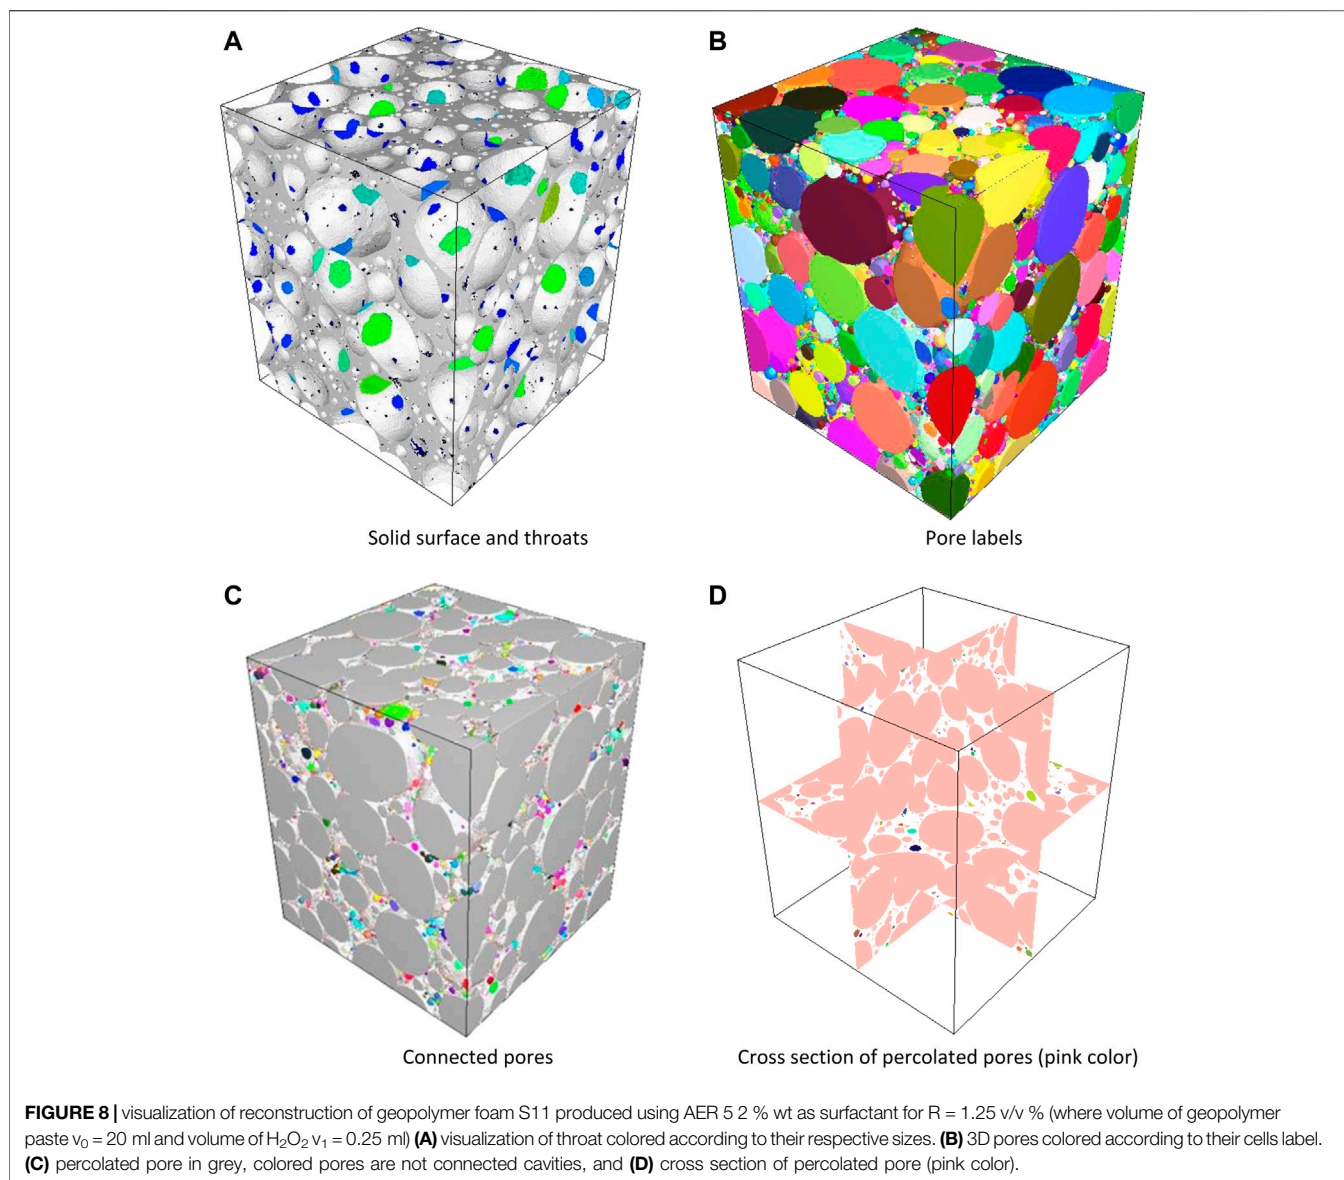 A
B
Solid surface and throats
Pore labels
C
D
Connected pores
Cross section of percolated pores (pink color)
FIGURE 8 | visualization of reconstruction of geopolymer foam S11 produced using AER 5 2 % wt as surfactant for R = 1.25 v/v % (where volume of geopolymer
paste v₀ = 20 ml and volume of H₂O₂ v₁ = 0.25 ml) (A) visualization of throat colored according to their respective sizes. (B) 3D pores colored according to their cells label.
(C) percolated pore in grey, colored pores are not connected cavities, and (D) cross section of percolated pore (pink color).